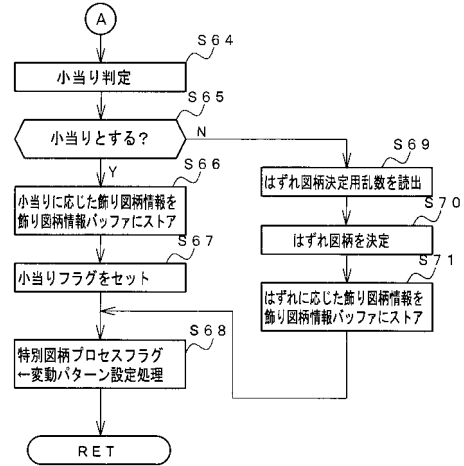 A
S64
小当り判定
S65
小当りとする?
N
Y
S66
小当りに応じた飾り図柄情報を
飾り図柄情報バッファにストア
S67
小当りフラグをセット
S68
特別図柄プロセスフラグ
←変動パターン設定処理
RET
S69
はずれ図柄決定用乱数を読出
S70
はずれ図柄を決定
S71
はずれに応じた飾り図柄情報を
飾り図柄情報バッファにストア